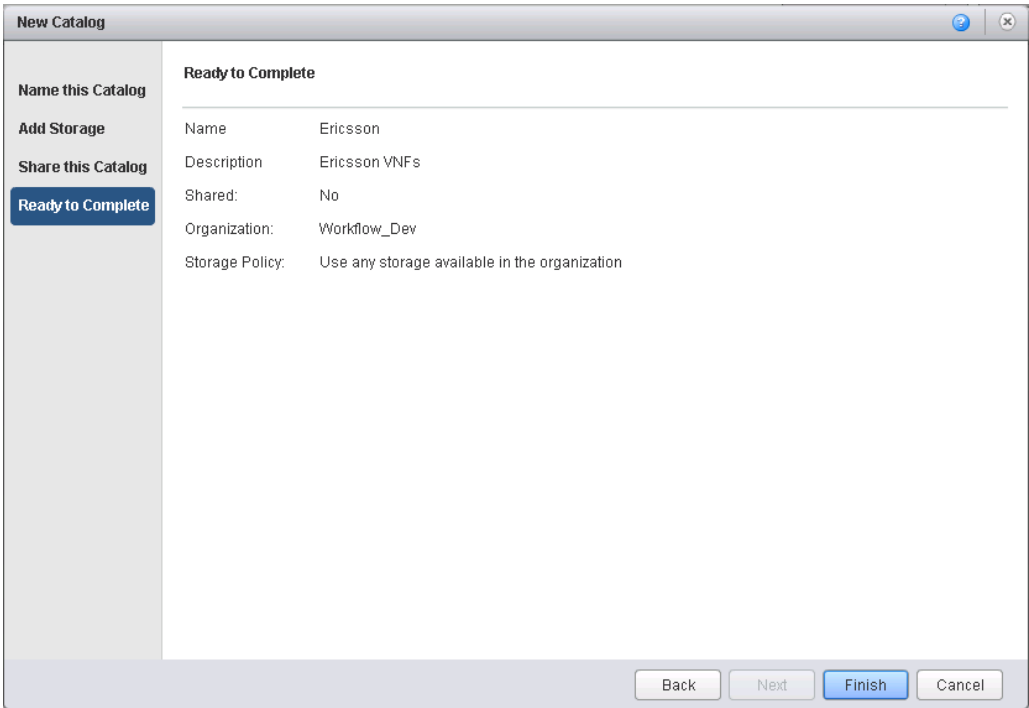 New Catalog
Name this Catalog
Add Storage
Share this Catalog
Ready to Complete
Ready to Complete
Name Ericsson
Description Ericsson VNFs
Shared: No
Organization: Workflow_Dev
Storage Policy: Use any storage available in the organization
Back Next Finish Cancel